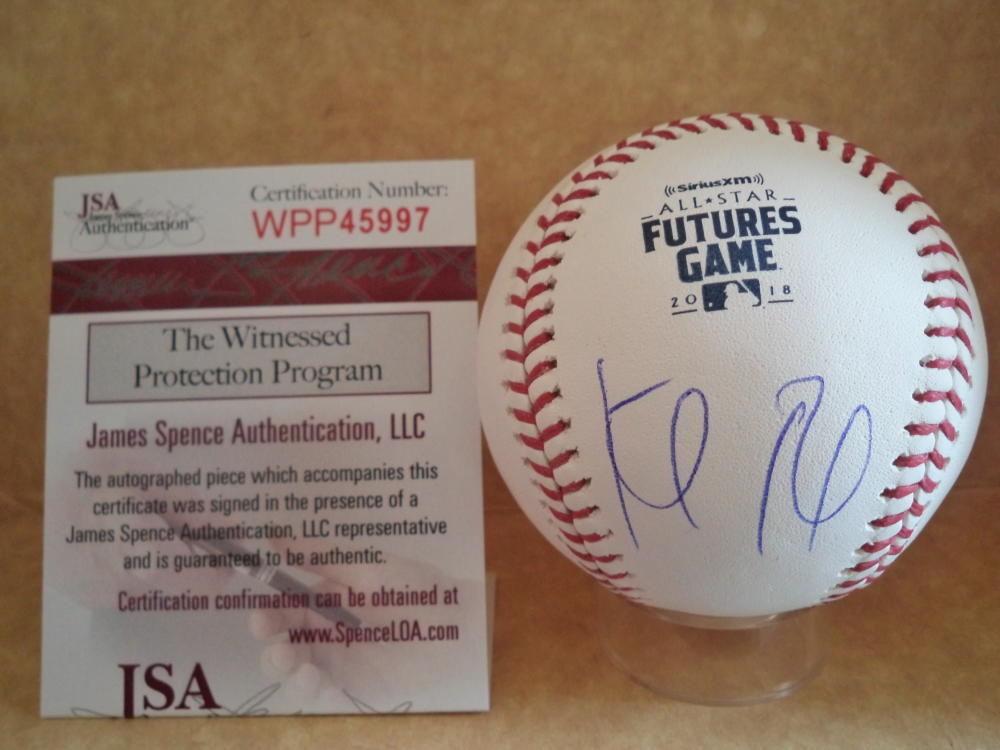 JSA
James Spence
Authentication
Certification Number:
WPP45997
The Witnessed
Protection Program
James Spence Authentication, LLC
The autographed piece which accompanies this
certificate was signed in the presence of a
James Spence Authentication, LLC representative
and is guaranteed to be authentic.
Certification confirmation can be obtained at
www.SpenceLOA.com
JSA
((SiriusXM))
ALL★STAR
FUTURES
GAME
2018